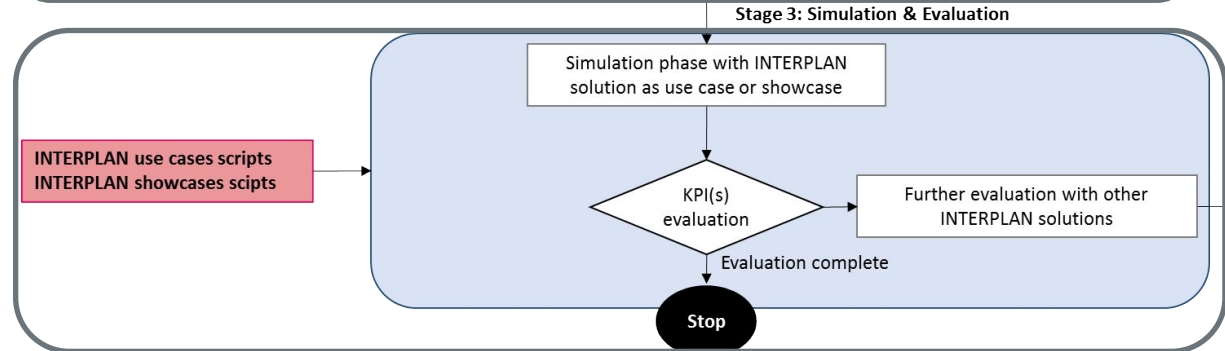 Stage 3: Simulation & Evaluation
Simulation phase with INTERPLAN
solution as use case or showcase
INTERPLAN use cases scripts
INTERPLAN showcases scipts
KPI(s)
evaluation
Further evaluation with other
INTERPLAN solutions
Evaluation complete
Stop